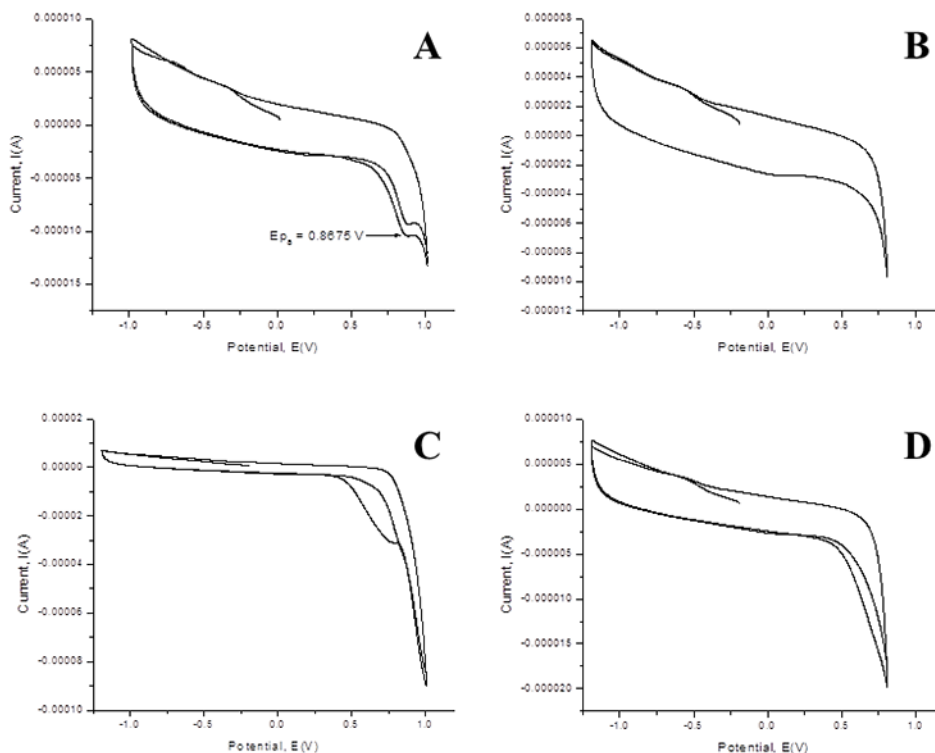 A
0.000010
0.000005
0.000000
-0.000005
-0.000010
-0.000015
Current, I(A)
Ep_a = 0.8675 V
-1.0 -0.5 0.0 0.5 1.0
Potential, E(V)
B
0.000008
0.000006
0.000004
0.000002
0.000000
-0.000002
-0.000004
-0.000006
-0.000008
-0.000010
-0.000012
Current, I(A)
-1.0 -0.5 0.0 0.5 1.0
Potential, E(V)
C
0.00002
0.00000
-0.00002
-0.00004
-0.00006
-0.00008
-0.00010
Current, I(A)
-1.0 -0.5 0.0 0.5 1.0
Potential, E(V)
D
0.000010
0.000005
0.000000
-0.000005
-0.000010
-0.000015
-0.000020
Current, I(A)
-1.0 -0.5 0.0 0.5 1.0
Potential, E(V)